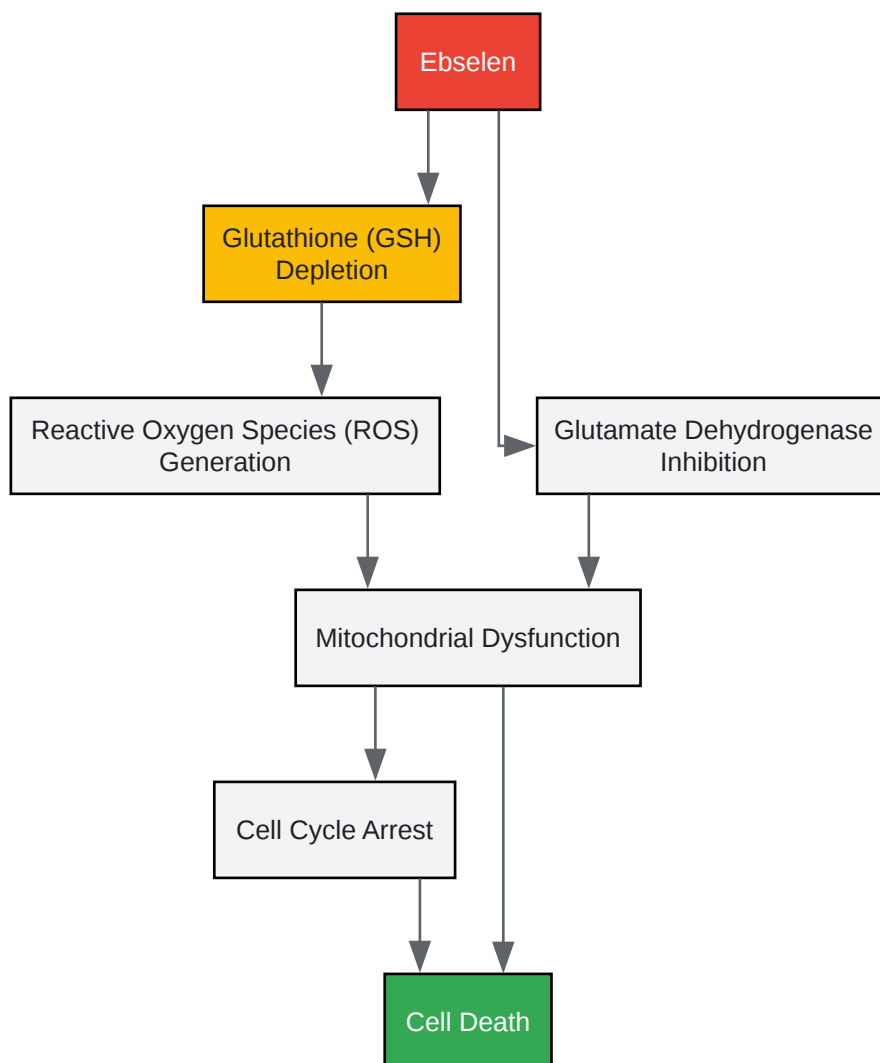 Ebselen
Glutathione (GSH)
Depletion
Reactive Oxygen Species (ROS)
Generation
Glutamate Dehydrogenase
Inhibition
Mitochondrial Dysfunction
Cell Cycle Arrest
Cell Death